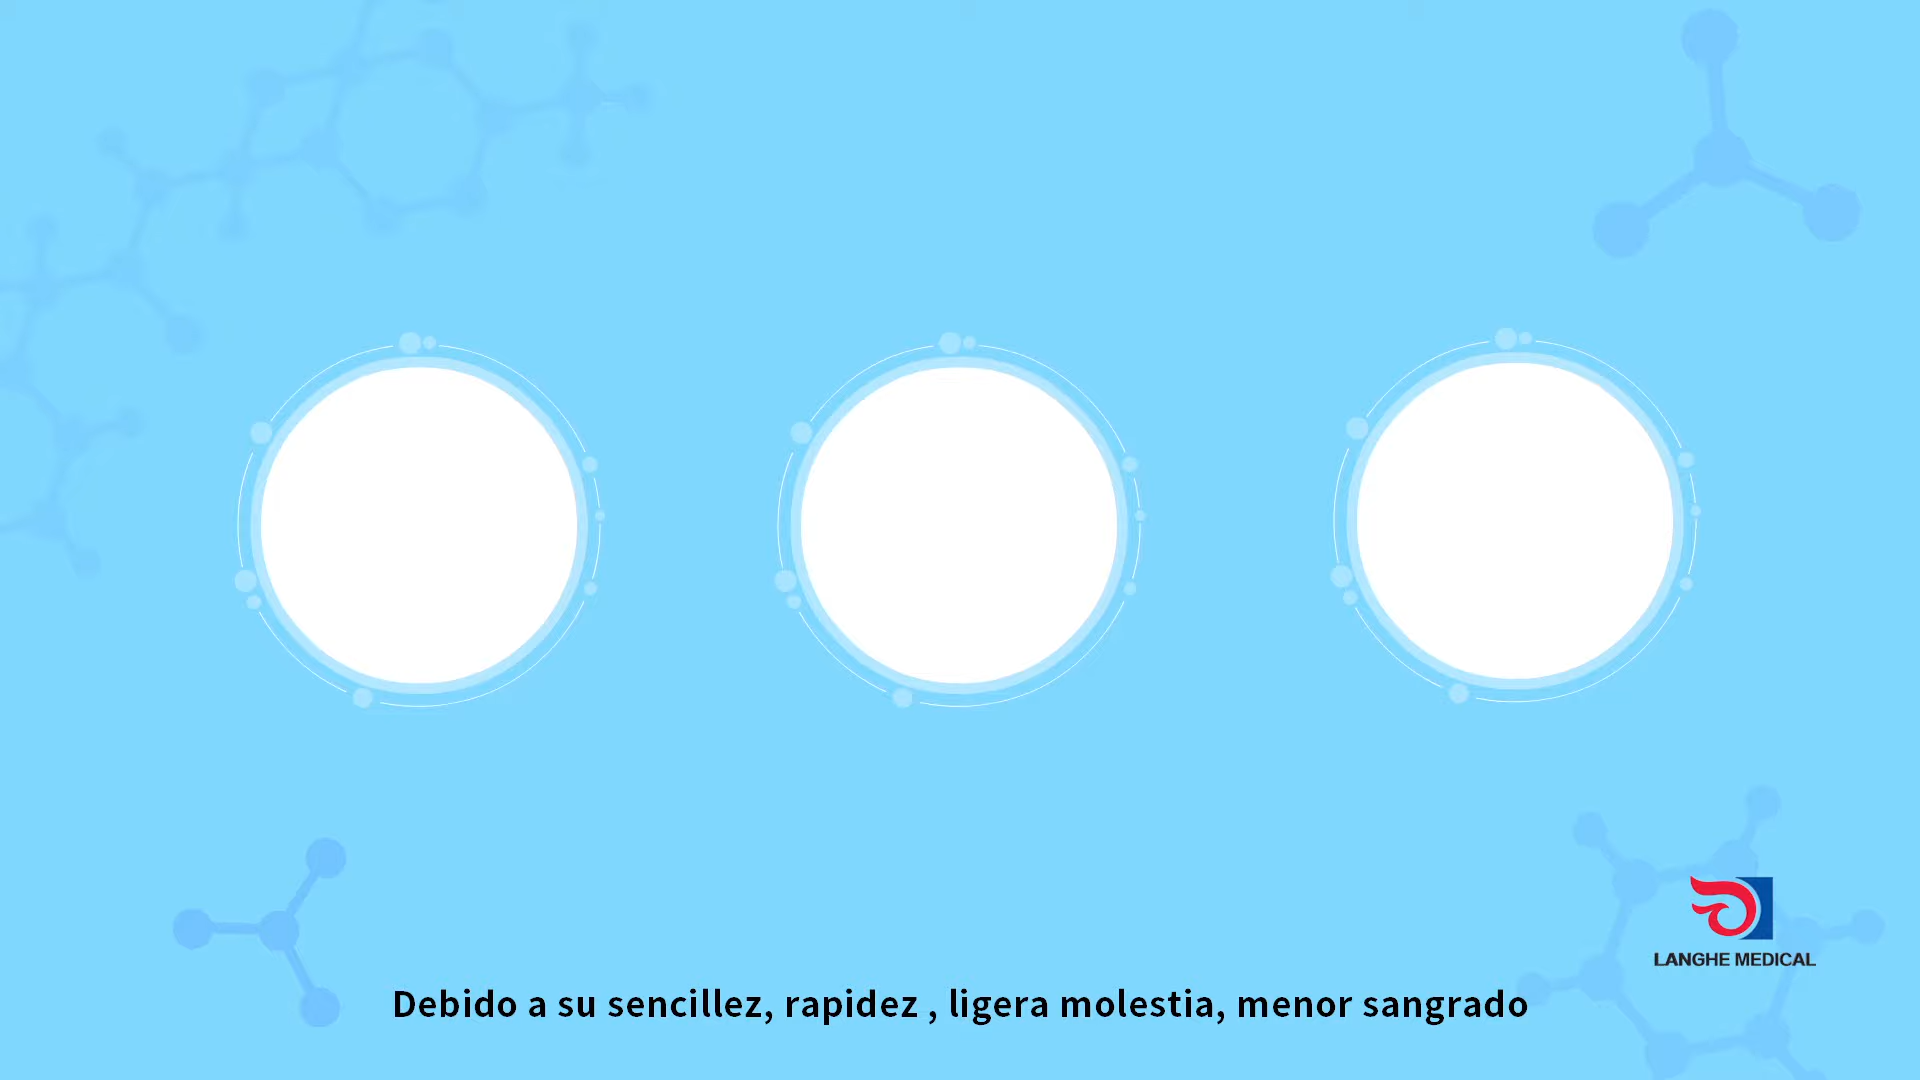 LANGHE MEDICAL
Debido a su sencillez, rapidez , ligera molestia, menor sangrado